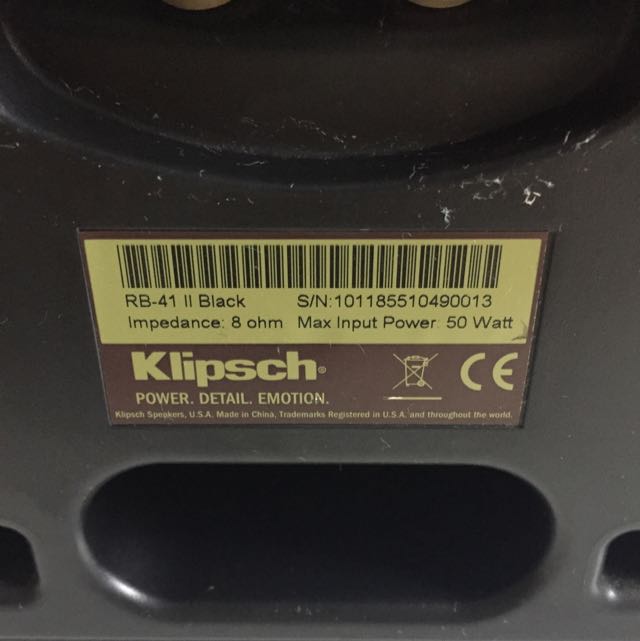 RB-41 II Black S/N:101185510490013
Impedance: 8 ohm Max Input Power: 50 Watt
Klipsch®
POWER. DETAIL. EMOTION.
CE
Klipsch Speakers, U.S.A. Made in China, Trademarks Registered in U.S.A. and throughout the world.